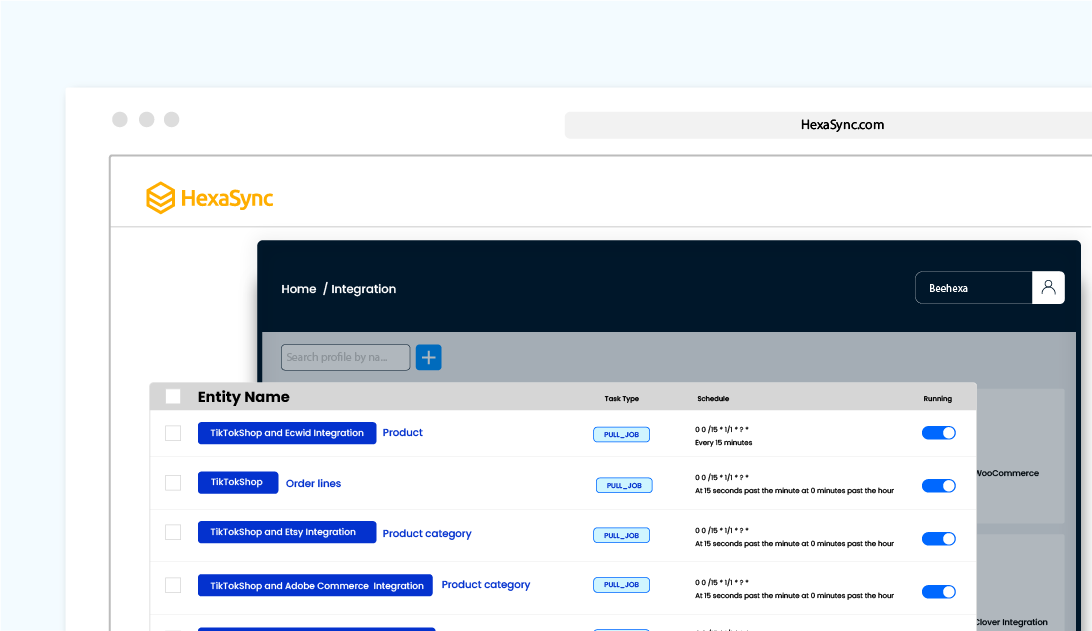 HexaSync.com
HexaSync
Home / Integration
Beehexa
Search profile by na...
Entity Name
Task Type
Schedule
Running
TikTokShop and Ecwid Integration
Product
PULL_JOB
0 0 /15 * 1/1 * ? *
Every 15 minutes
TikTokShop
Order lines
PULL_JOB
0 0 /15 * 1/1 * ? *
At 15 seconds past the minute at 0 minutes past the hour
WooCommerce
TikTokShop and Etsy Integration
Product category
PULL_JOB
0 0 /15 * 1/1 * ? *
At 15 seconds past the minute at 0 minutes past the hour
TikTokShop and Adobe Commerce Integration
Product category
PULL_JOB
0 0 /15 * 1/1 * ? *
At 15 seconds past the minute at 0 minutes past the hour
Clover Integration